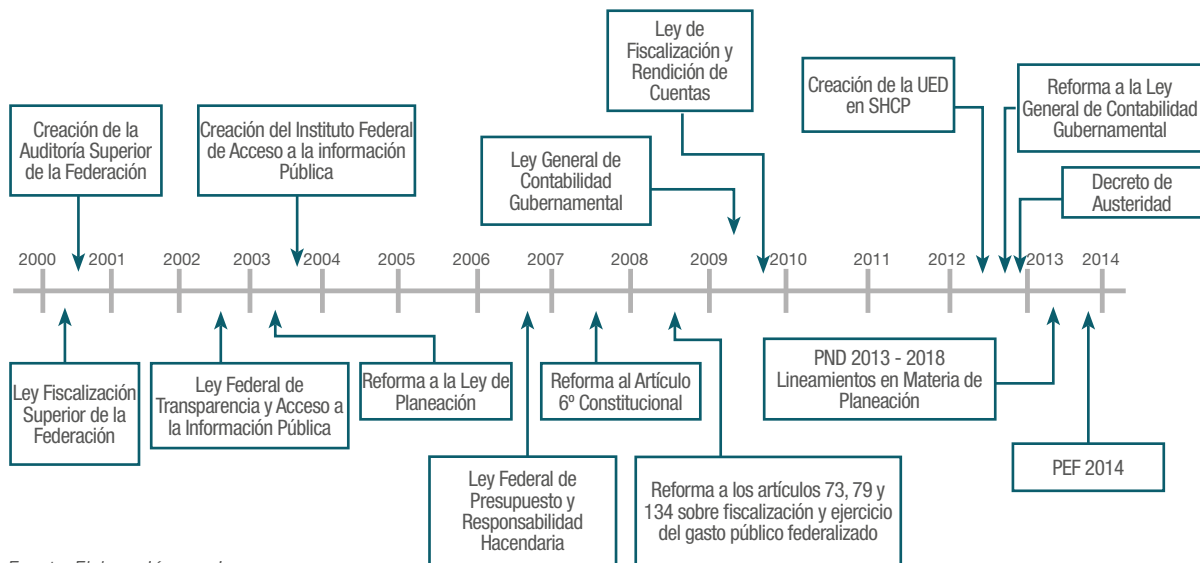 Ley de
Fiscalización y
Rendición de
Cuentas
Creación de la UED
en SHCP
Reforma a la Ley
General de Contabilidad
Gubernamental
Creación de la
Auditoría Superior
de la Federación
Creación del Instituto Federal
de Acceso a la información
Pública
Ley General de
Contabilidad
Gubernamental
Decreto de
Austeridad
2000 2001 2002 2003 2004 2005 2006 2007 2008 2009 2010 2011 2012 2013 2014
Ley Fiscalización
Superior de la
Federación
Ley Federal de
Transparencia y Acceso a
la Información Pública
Reforma a la Ley de
Planeación
Reforma al Artículo
6º Constitucional
PND 2013 - 2018
Lineamientos en Materia de
Planeación
Ley Federal de
Presupuesto y
Responsabilidad
Hacendaria
Reforma a los artículos 73, 79 y
134 sobre fiscalización y ejercicio
del gasto público federalizado
PEF 2014